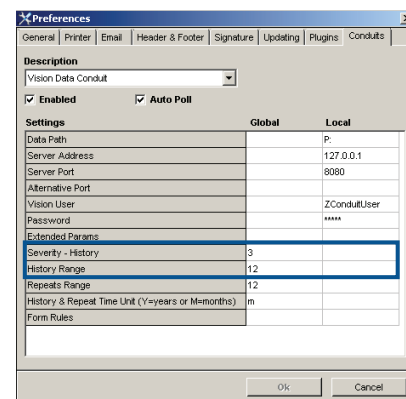 Preferences
General Printer Email Header & Footer Signature Updating Plugins Conduits
Description
Vision Data Conduit
Enabled Auto Poll
Settings Global Local
Data Path P:
Server Address 127.0.0.1
Server Port 8080
Alternative Port
Vision User ZConduitUser
Password *****
Extended Params
Severity - History 3
History Range 12
Repeats Range 12
History & Repeat Time Unit (Y=years or M=months) m
Form Rules
Ok Cancel